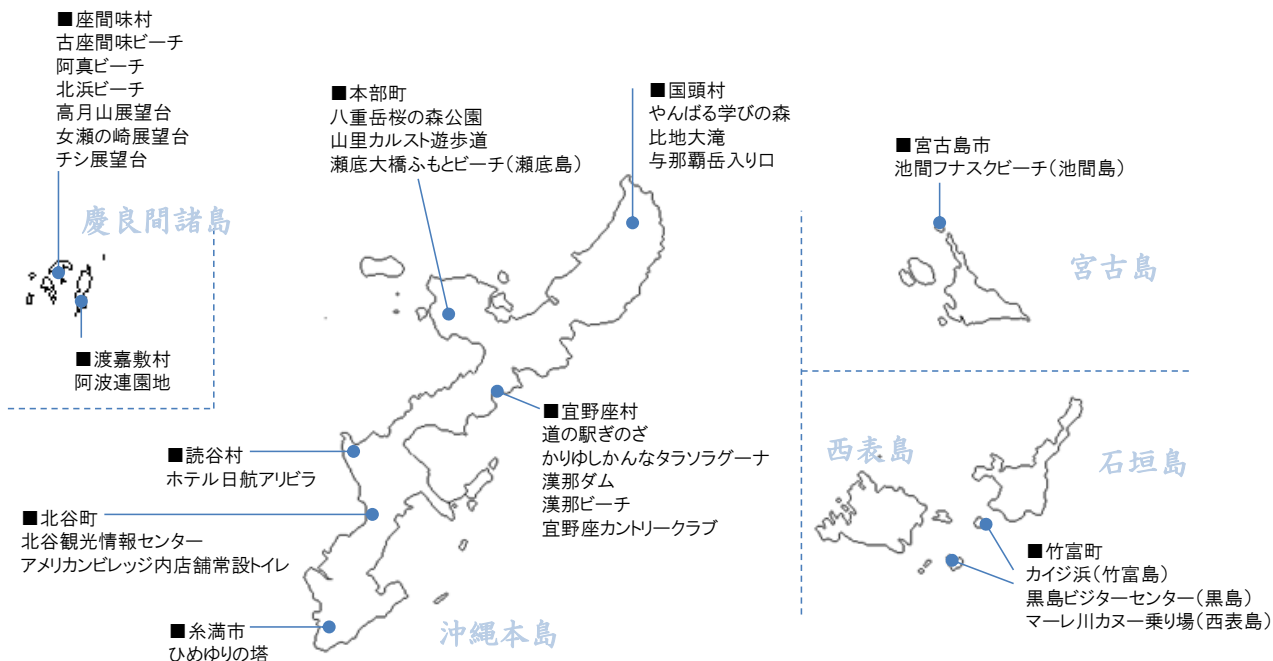 ■座間味村
古座間味ビーチ
阿真ビーチ
北浜ビーチ
高月山展望台
女瀬の崎展望台
チシ展望台
慶良間諸島
■渡嘉敷村
阿波連園地
■本部町
八重岳桜の森公園
山里カルスト遊歩道
瀬底大橋ふもとビーチ(瀬底島)
■国頭村
やんばる学びの森
比地大滝
与那覇岳入り口
■宮古島市
池間フナスクビーチ(池間島)
宮古島
■宜野座村
道の駅ぎのざ
かりゆしかんなタラソラグーナ
漢那ダム
漢那ビーチ
宜野座カントリークラブ
■読谷村
ホテル日航アリビラ
■北谷町
北谷観光情報センター
アメリカンビレッジ内店舗常設トイレ
■糸満市
ひめゆりの塔
沖縄本島
西表島
石垣島
■竹富町
カイジ浜(竹富島)
黒島ビジターセンター(黒島)
マーレ川カヌー乗り場(西表島)